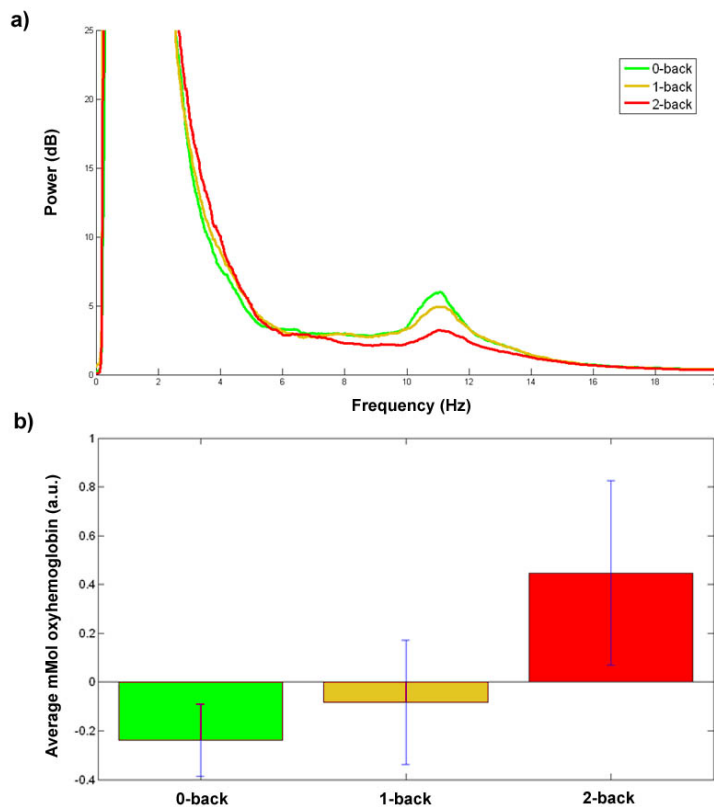 a)
25
20
15
10
5
0
0-back
1-back
2-back
Power (dB)
0 2 4 6 8 10 12 14 16 18 2
Frequency (Hz)
b)
1
0.8
0.6
0.4
0.2
0
-0.2
-0.4
Average mMol oxyhemoglobin (a.u.)
0-back 1-back 2-back